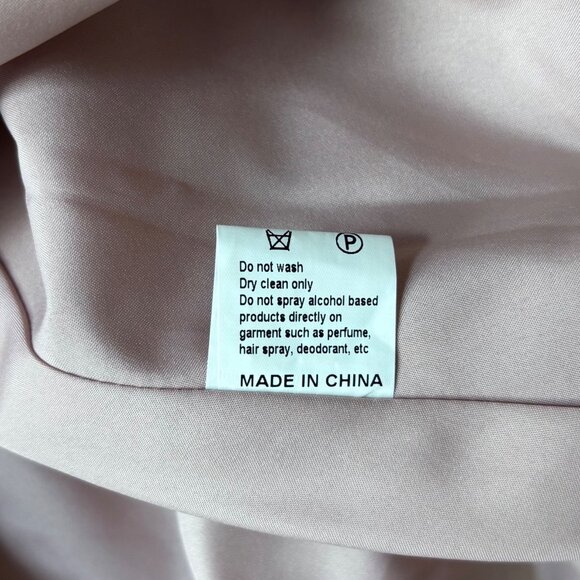 P
Do not wash
Dry clean only
Do not spray alcohol based
products directly on
garment such as perfume,
hair spray, deodorant, etc
MADE IN CHINA